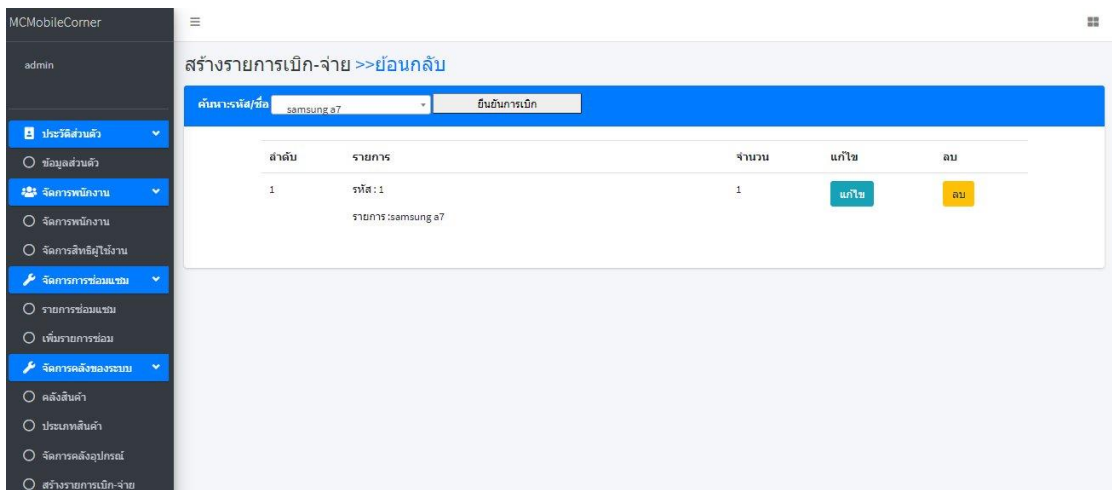 MCMobileCorner
admin
ประวัติส่วนตัว
ข้อมูลส่วนตัว
จัดการพนักงาน
จัดการพนักงาน
จัดการสิทธิผู้ใช้งาน
จัดการการซ่อมแซม
รายการซ่อมแซม
เพิ่มรายการซ่อม
จัดการคลังของระบบ
คลังสินค้า
ประเภทสินค้า
จัดการคลังอุปกรณ์
สร้างรายการเบิก-จ่าย
สร้างรายการเบิก-จ่าย >>ย้อนกลับ
ค้นหา:รหัส/ชื่อ samsung a7 ยืนยันการเบิก
ลำดับ รายการ จำนวน แก้ไข ลบ
1 รหัส : 1 1 แก้ไข ลบ
รายการ :samsung a7